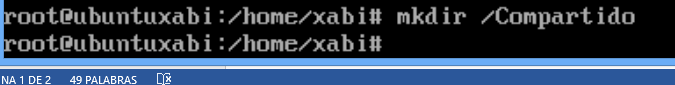 root@ubuntuxabi:/home/xabi# mkdir /Compartido
root@ubuntuxabi:/home/xabi#
NA 1 DE 2 49 PALABRAS